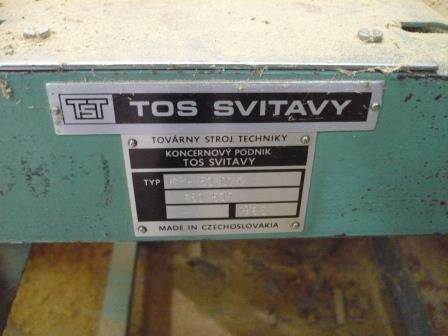 TST TOS SVITAVY
TOVÁRNY STROJ. TECHNIKY
KONCERNOVÝ PODNIK
TOS SVITAVY
TYP
MADE IN CZECHOSLOVAKIA